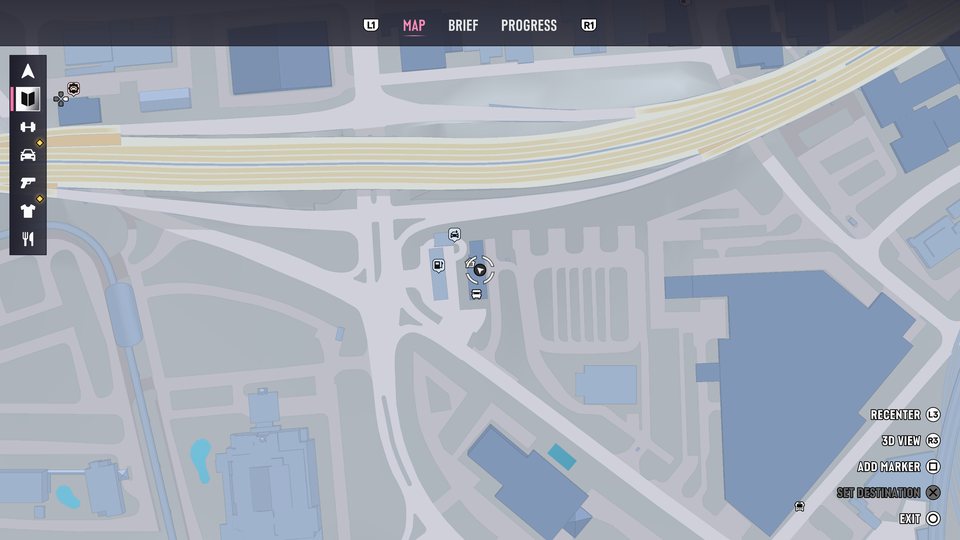 L1 MAP BRIEF PROGRESS R1
RECENTER L3
3D VIEW R3
ADD MARKER
SET DESTINATION
EXIT